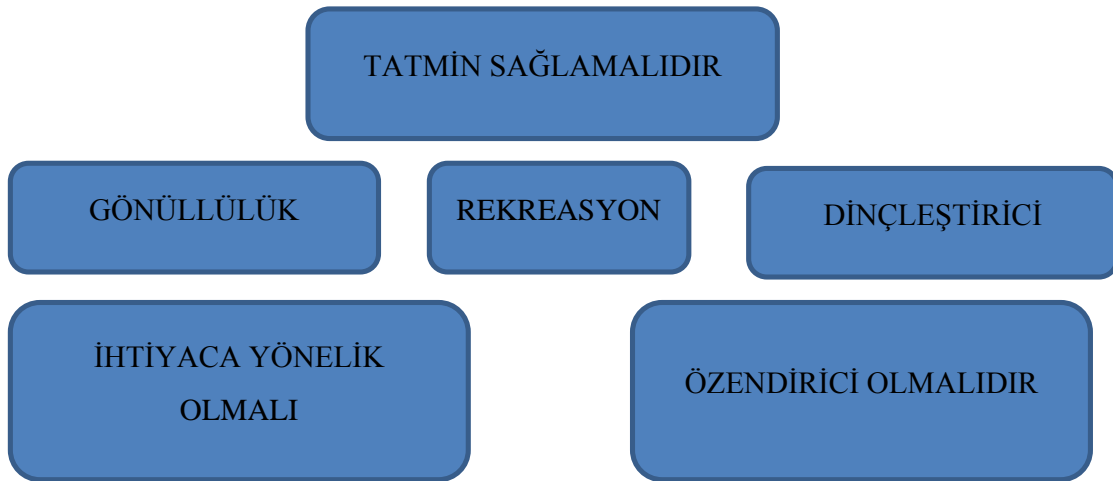 TATMİN SAĞLAMALIDIR
GÖNÜLLÜLÜK
REKREASYON
DİNÇLEŞTİRİCİ
İHTİYACA YÖNELİK
OLMALI
ÖZENDİRİCİ OLMALIDIR